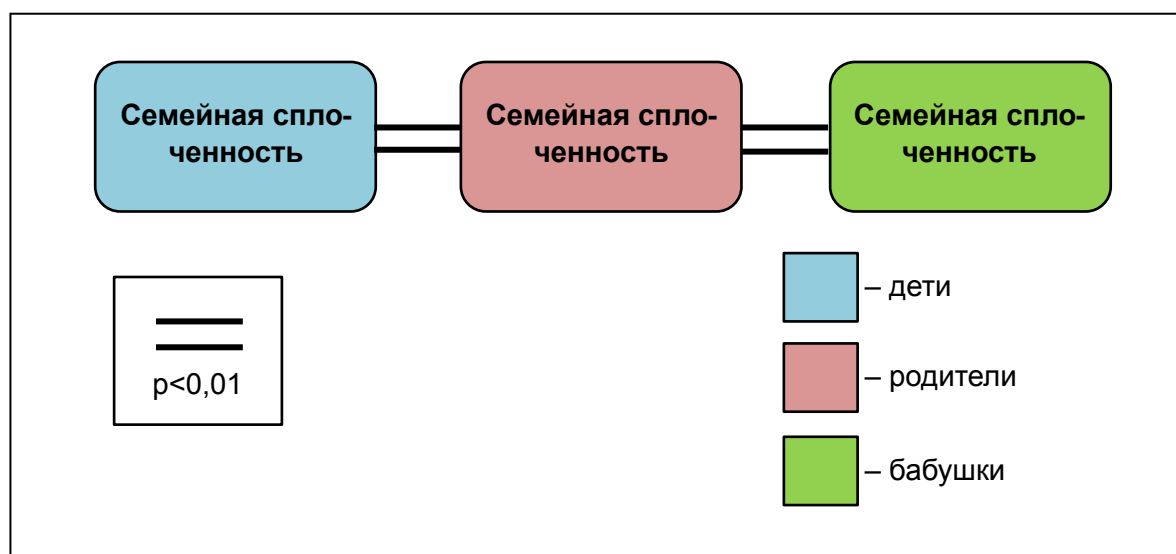 Семейная спло-
ченность
Семейная спло-
ченность
Семейная спло-
ченность
p<0,01
– дети
– родители
– бабушки